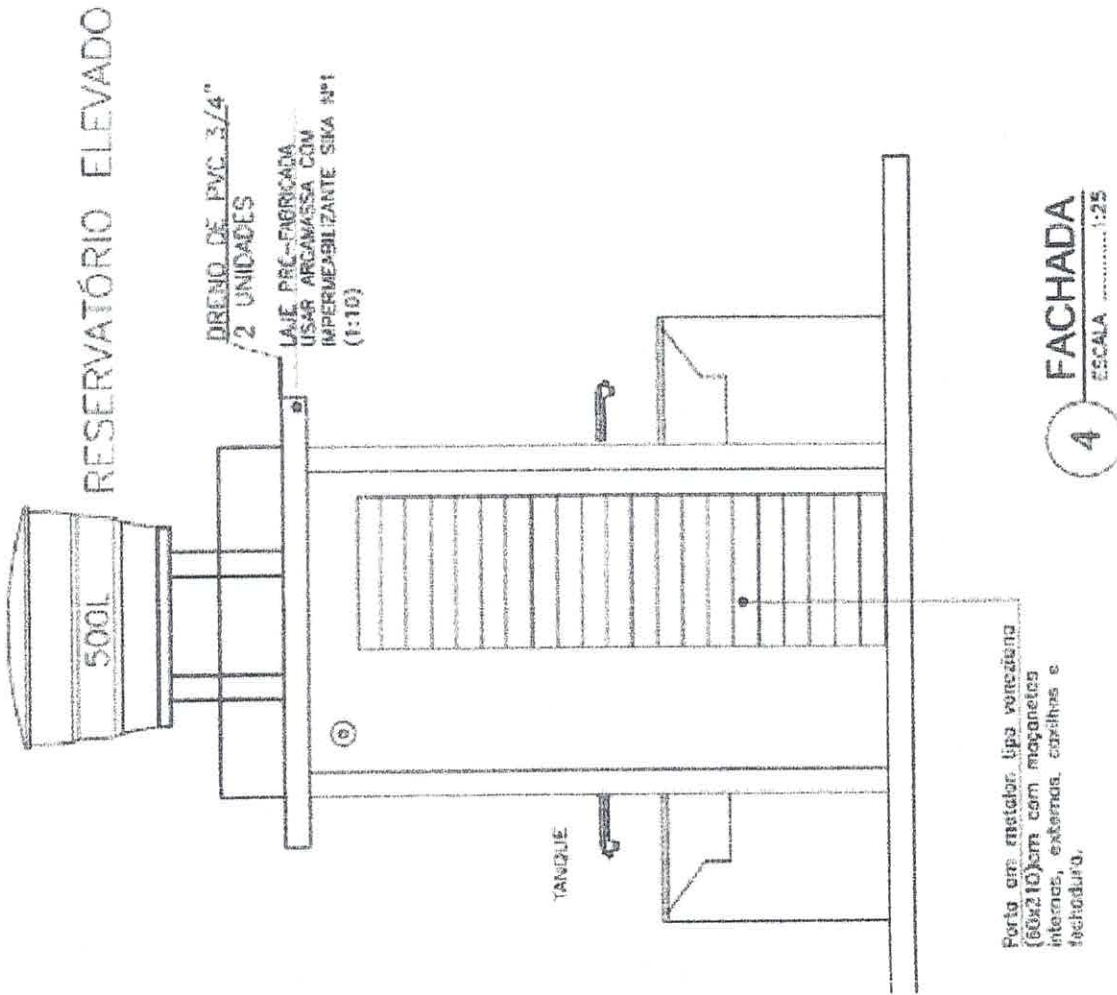 RESERVATÓRIO ELEVADO
500L
DRENO DE PVC 3/4"
2 UNIDADES
LAJE PRÉ-FABRICADA
USAR ARGAMASSA COM
IMPERMEABILIZANTE SIKA Nº1
(1:10)
TANQUE
Porta em metalon tipo veneziana
(60x210)cm com maçanetas
internas, externas, caixilhos e
fechadura.
4
FACHADA
ESCALA ............ 1:25